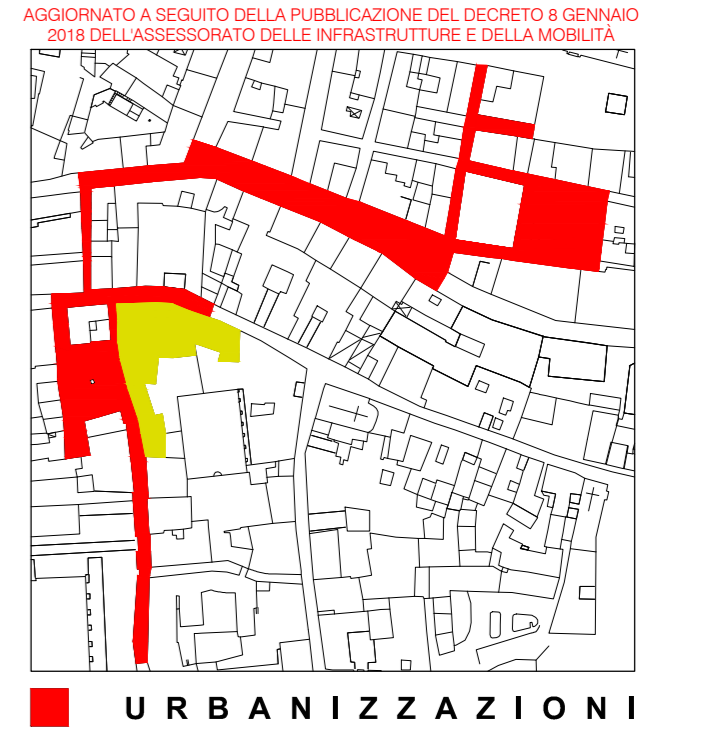 AGGIORNATO A SEGUITO DELLA PUBBLICAZIONE DEL DECRETO 8 GENNAIO
2018 DELL'ASSESSORATO DELLE INFRASTRUTTURE E DELLA MOBILITÀ
URBANIZZAZIONI